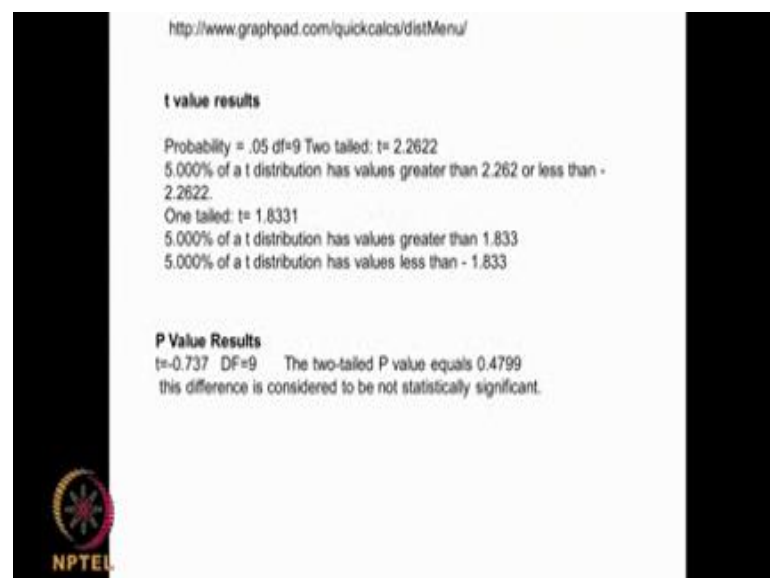 http://www.graphpad.com/quickcalcs/distMenu/
t value results
Probability = .05 df=9 Two tailed: t= 2.2622
5.000% of a t distribution has values greater than 2.262 or less than -
2.2622.
One tailed: t= 1.8331
5.000% of a t distribution has values greater than 1.833
5.000% of a t distribution has values less than - 1.833
P Value Results
t=-0.737 DF=9 The two-tailed P value equals 0.4799
this difference is considered to be not statistically significant.
NPTEL